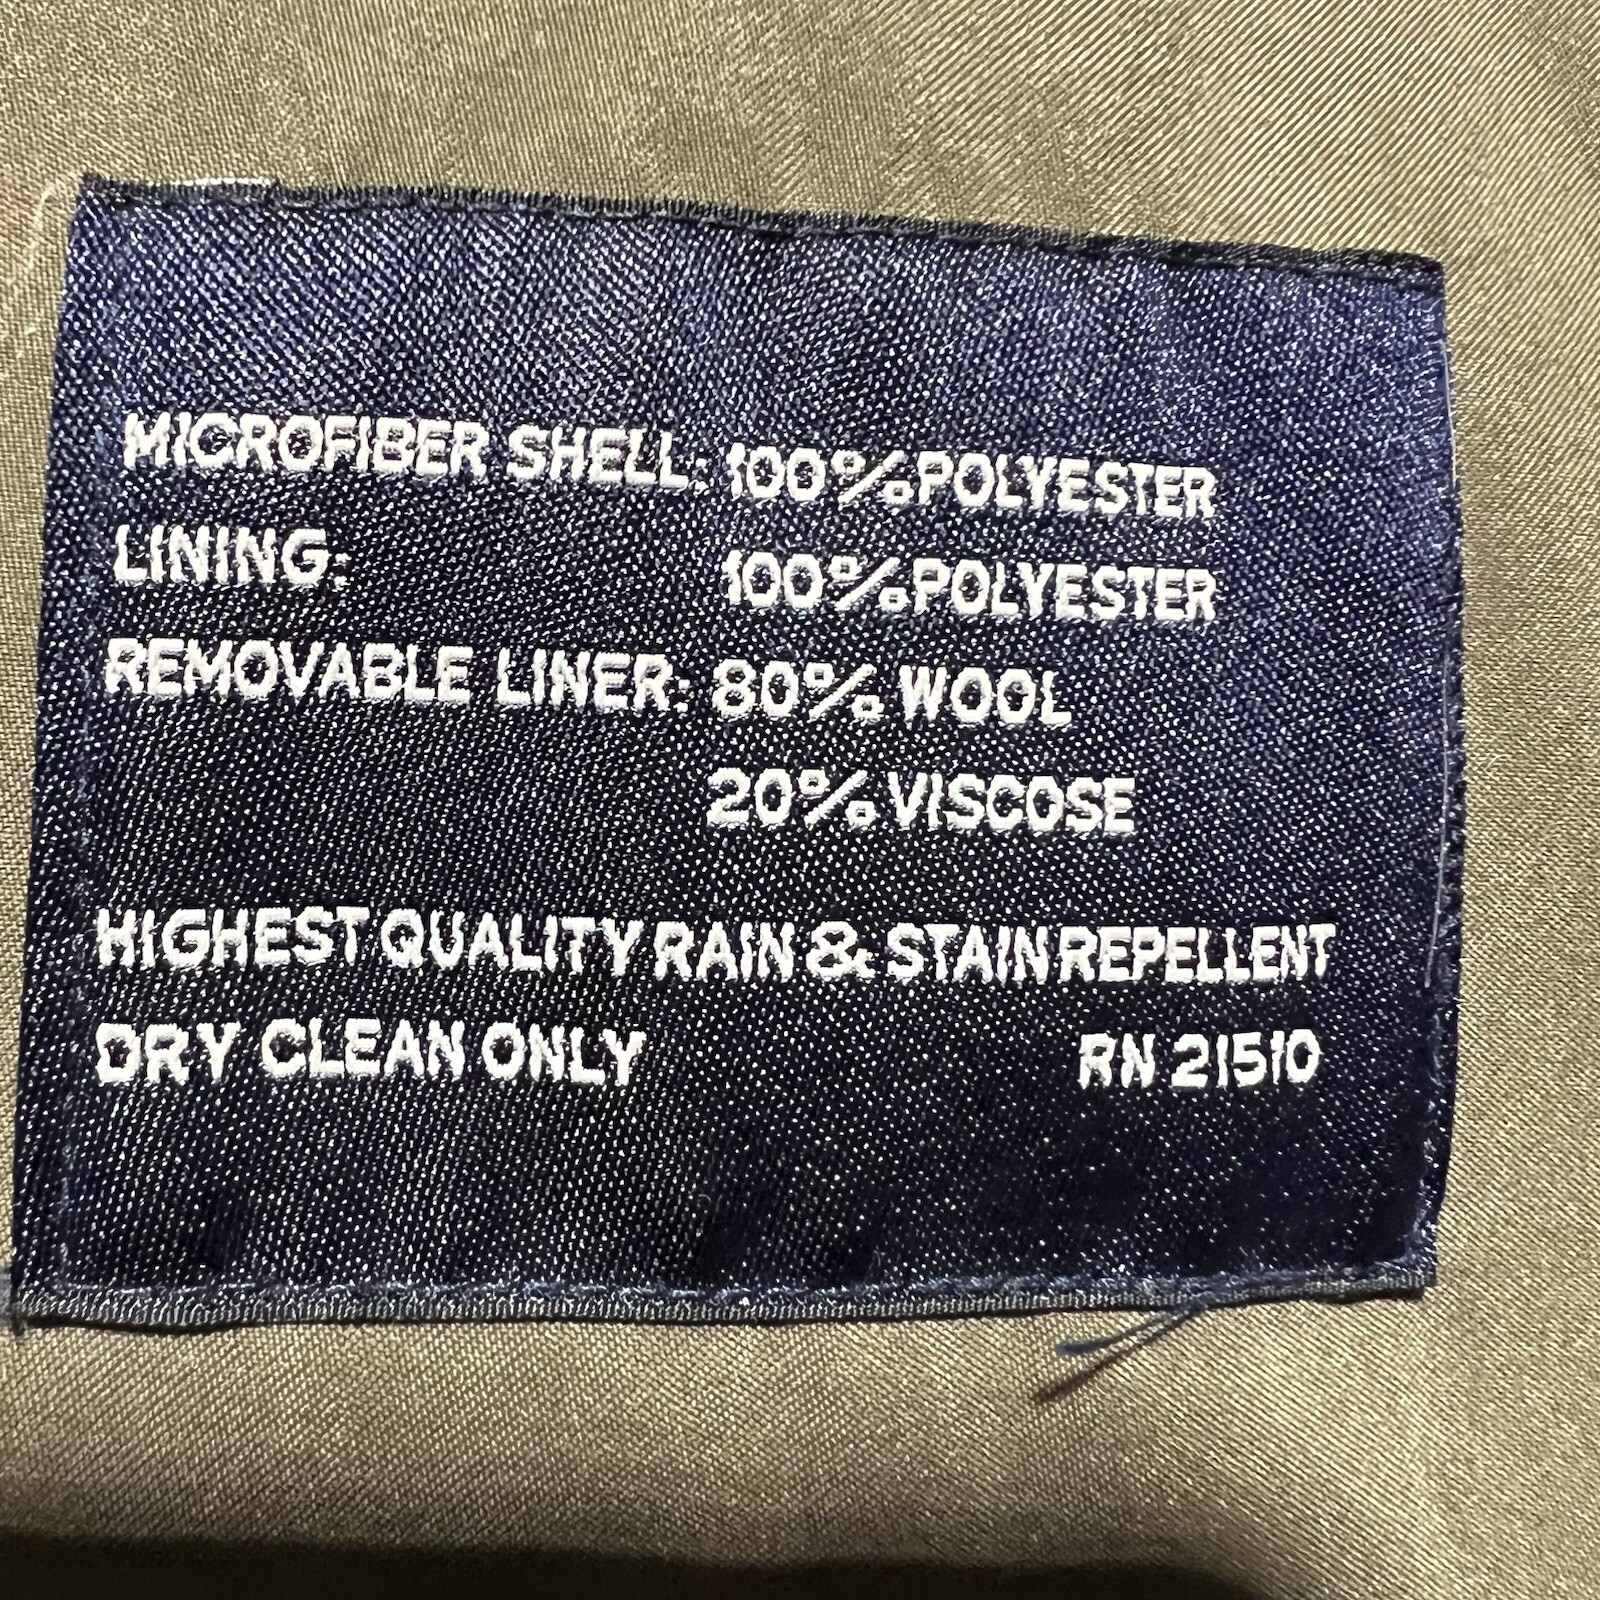 MICROFIBER SHELL: 100% POLYESTER
LINING: 100% POLYESTER
REMOVABLE LINER: 80% WOOL
20% VISCOSE
HIGHEST QUALITY RAIN & STAIN REPELLENT
DRY CLEAN ONLY RN 21510